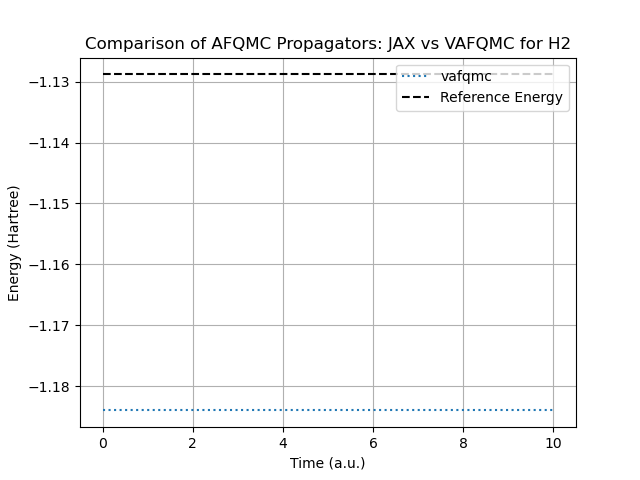 Comparison of AFQMC Propagators: JAX vs VAFQMC for H2
vafqmc
Reference Energy
−1.13
−1.14
−1.15
−1.16
−1.17
−1.18
Energy (Hartree)
0 2 4 6 8 10
Time (a.u.)